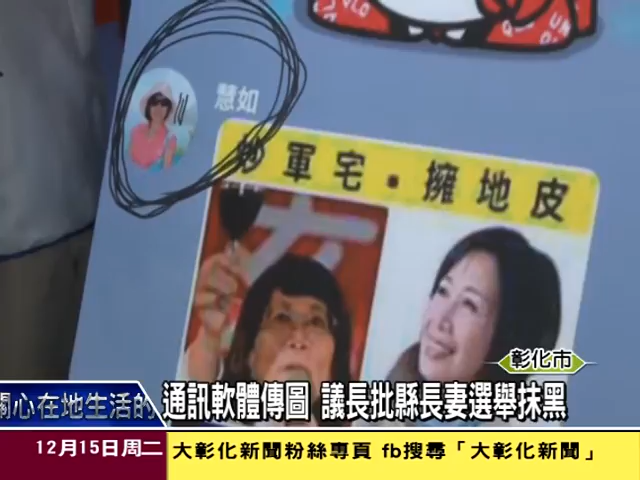 慧如
炒軍宅·擁地皮
彰化市
關心在地生活的
通訊軟體傳圖 議長批縣長妻選舉抹黑
12月15日周二
大彰化新聞粉絲專頁 fb搜尋「大彰化新聞」